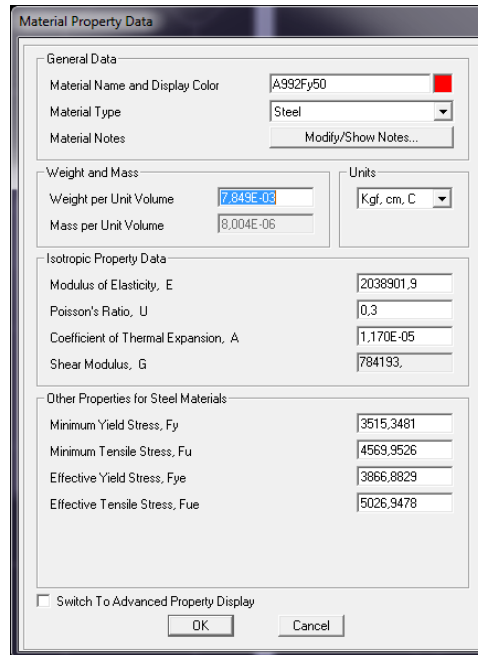 Material Property Data
General Data
Material Name and Display Color A992Fy50
Material Type Steel
Material Notes Modify/Show Notes...
Weight and Mass
Weight per Unit Volume 7,849E-03
Mass per Unit Volume 8,004E-06
Units
Kgf, cm, C
Isotropic Property Data
Modulus of Elasticity, E 2038901,9
Poisson's Ratio, U 0,3
Coefficient of Thermal Expansion, A 1,170E-05
Shear Modulus, G 784193,
Other Properties for Steel Materials
Minimum Yield Stress, Fy 3515,3481
Minimum Tensile Stress, Fu 4569,9526
Effective Yield Stress, Fye 3866,8829
Effective Tensile Stress, Fue 5026,9478
Switch To Advanced Property Display
OK Cancel